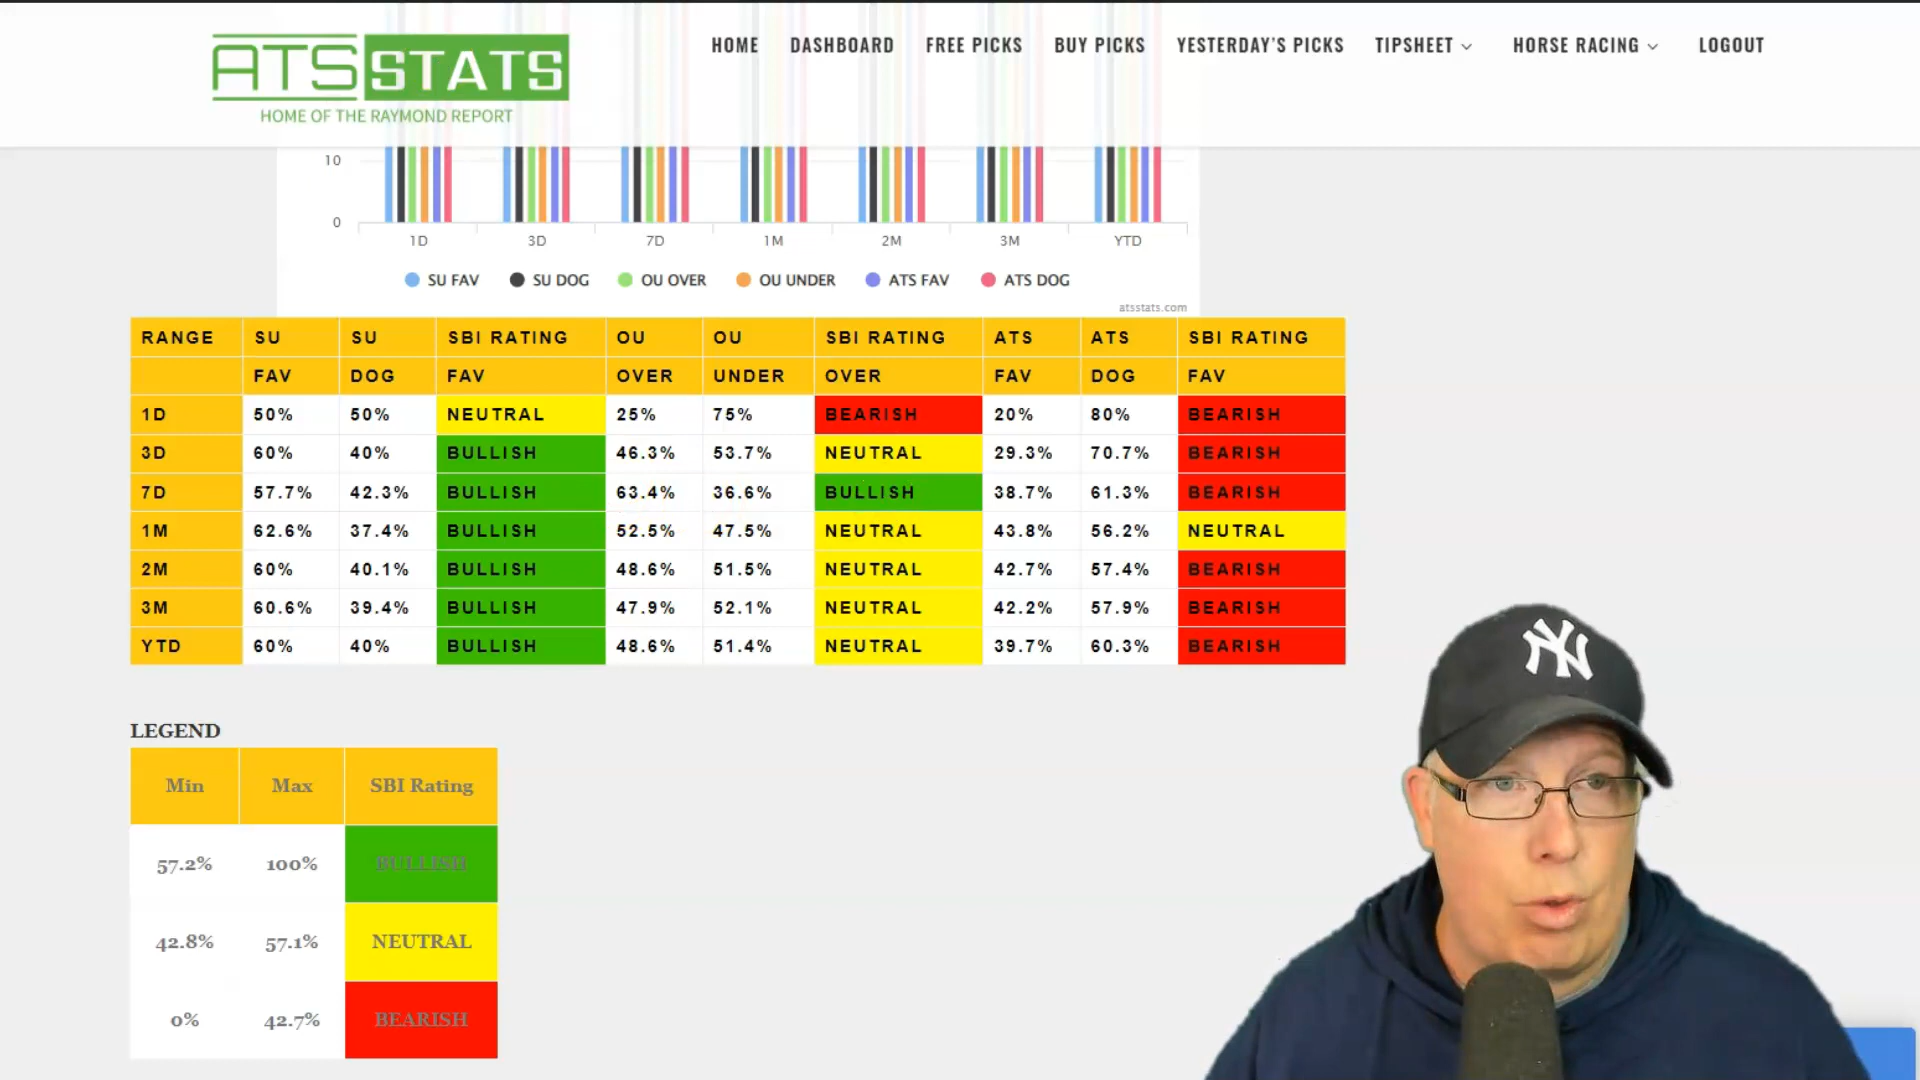 ATS STATS
HOME OF THE RAYMOND REPORT
HOME DASHBOARD FREE PICKS BUY PICKS YESTERDAY'S PICKS TIPSHEET HORSE RACING LOGOUT
10
0
1D 3D 7D 1M 2M 3M YTD
SU FAV SU DOG OU OVER OU UNDER ATS FAV ATS DOG
atsstats.com
RANGE SU SU SBI RATING OU OU SBI RATING ATS ATS SBI RATING
FAV DOG FAV OVER UNDER OVER FAV DOG FAV
1D 50% 50% NEUTRAL 25% 75% BEARISH 20% 80% BEARISH
3D 60% 40% BULLISH 46.3% 53.7% NEUTRAL 29.3% 70.7% BEARISH
7D 57.7% 42.3% BULLISH 63.4% 36.6% BULLISH 38.7% 61.3% BEARISH
1M 62.6% 37.4% BULLISH 52.5% 47.5% NEUTRAL 43.8% 56.2% NEUTRAL
2M 60% 40.1% BULLISH 48.6% 51.5% NEUTRAL 42.7% 57.4% BEARISH
3M 60.6% 39.4% BULLISH 47.9% 52.1% NEUTRAL 42.2% 57.9% BEARISH
YTD 60% 40% BULLISH 48.6% 51.4% NEUTRAL 39.7% 60.3% BEARISH
LEGEND
Min Max SBI Rating
57.2% 100% BULLISH
42.8% 57.1% NEUTRAL
0% 42.7% BEARISH
NY